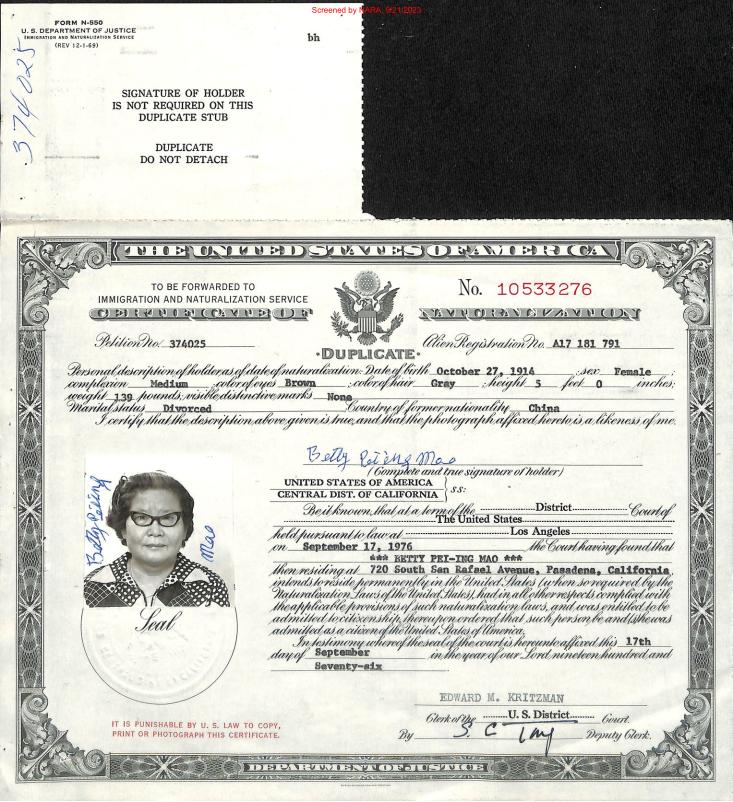 Screened by NARA, 9/21/2023
FORM N-550
U. S. DEPARTMENT OF JUSTICE
IMMIGRATION AND NATURALIZATION SERVICE
(REV 12-1-69)
bh
374025
SIGNATURE OF HOLDER
IS NOT REQUIRED ON THIS
DUPLICATE STUB
DUPLICATE
DO NOT DETACH
THE UNITED STATES OF AMERICA
TO BE FORWARDED TO
IMMIGRATION AND NATURALIZATION SERVICE
No. 10533276
CERTIFICATE OF NATURALIZATION
Petition No. 374025
Alien Registration No. A17 181 791
·DUPLICATE·
Personal description of holder as of date of naturalization: Date of birth October 27, 1914 ; sex Female ;
complexion Medium ; color of eyes Brown ; color of hair Gray ; height 5 feet 0 inches;
weight 139 pounds; visible distinctive marks None
Marital status Divorced Country of former nationality China
I certify that the description above given is true, and that the photograph affixed hereto is a likeness of me.
Betty Pei-ing Mao
(Complete and true signature of holder)
Betty Pei-ing Mao
UNITED STATES OF AMERICA
CENTRAL DIST. OF CALIFORNIA
ss:
Be it known, that at a term of the District Court of
The United States
held pursuant to law at Los Angeles
on September 17, 1976 the Court having found that
*** BETTY PEI-ING MAO ***
then residing at 720 South San Rafael Avenue, Pasadena, California
intends to reside permanently in the United States (when so required by the
Naturalization Laws of the United States), had in all other respects complied with
the applicable provisions of such naturalization laws, and was entitled to be
admitted to citizenship, thereupon ordered that such person be and (s)he was
admitted as a citizen of the United States of America.
Seal
In testimony whereof the seal of the court is hereunto affixed this 17th
day of September in the year of our Lord nineteen hundred and
Seventy-six
EDWARD M. KRITZMAN
Clerk of the U. S. District Court.
By Deputy Clerk.
IT IS PUNISHABLE BY U. S. LAW TO COPY,
PRINT OR PHOTOGRAPH THIS CERTIFICATE.
DEPARTMENT OF JUSTICE